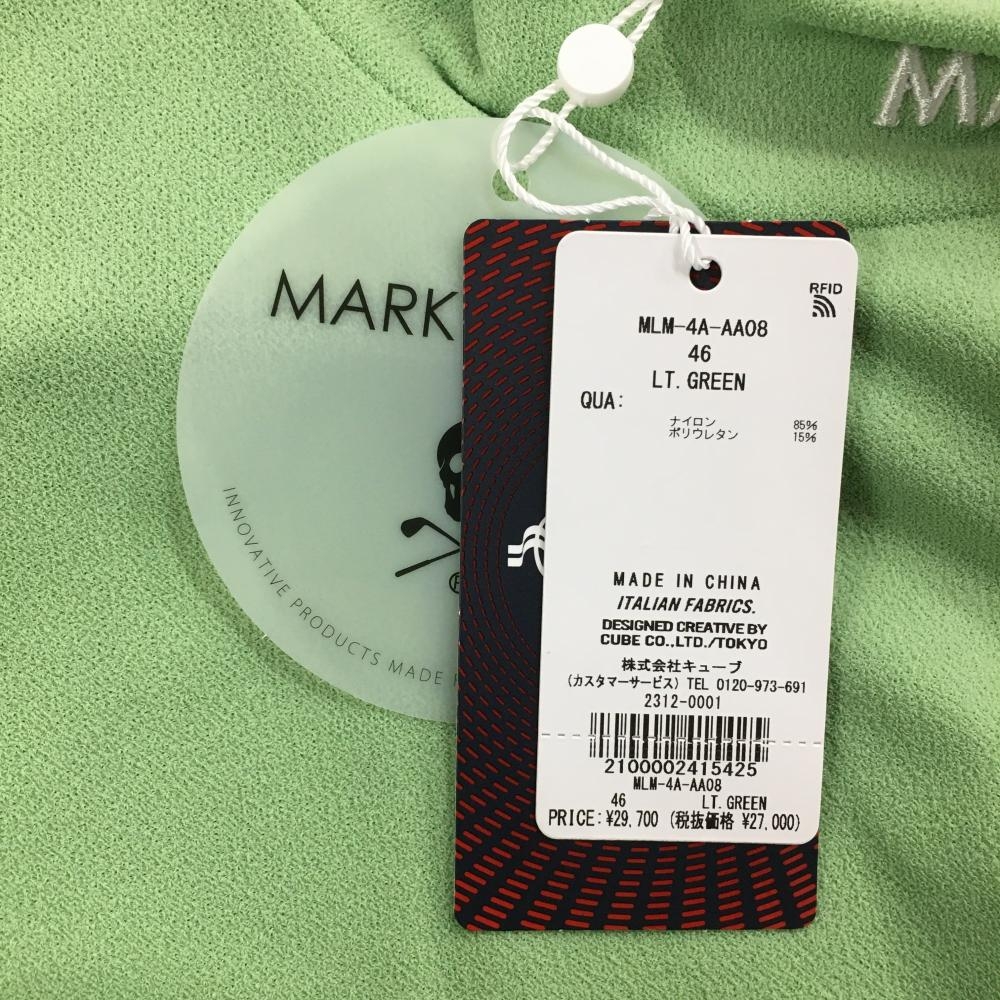 MA
MARK
INNOVATIVE PRODUCTS MADE
RFID
MLM-4A-AA08
46
LT. GREEN
QUA:
ナイロン 85%
ポリウレタン 15%
MADE IN CHINA
ITALIAN FABRICS.
DESIGNED CREATIVE BY
CUBE CO.,LTD./TOKYO
株式会社キューブ
(カスタマーサービス) TEL 0120-973-691
2312-0001
2100002415425
MLM-4A-AA08
46 LT. GREEN
PRICE:¥29,700 (税抜価格 ¥27,000)